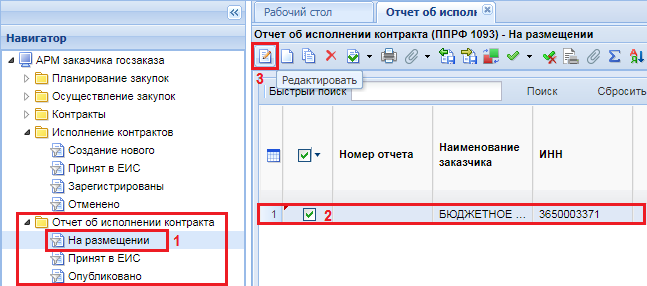 Навигатор
АРМ заказчика госзаказа
Планирование закупок
Осуществление закупок
Контракты
Исполнение контрактов
Создание нового
Принят в ЕИС
Зарегистрированы
Отменено
Отчет об исполнении контракта
На размещении 1
Принят в ЕИС
Опубликовано
Рабочий стол Отчет об исполн
Отчет об исполнении контракта (ППРФ 1093) - На размещении
3 Редактировать
Быстрый поиск Поиск Сбросить
Номер отчета Наименование заказчика ИНН
1 2 БЮДЖЕТНОЕ ... 3650003371